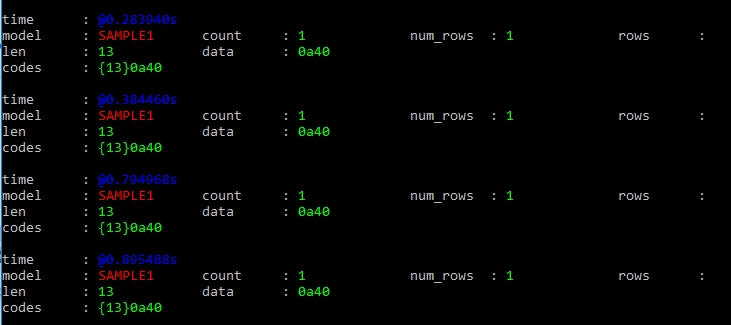 time : @0.283940s
model : SAMPLE1 count : 1 num_rows : 1 rows :
len : 13 data : 0a40
codes : {13}0a40
time : @0.384460s
model : SAMPLE1 count : 1 num_rows : 1 rows :
len : 13 data : 0a40
codes : {13}0a40
time : @0.794968s
model : SAMPLE1 count : 1 num_rows : 1 rows :
len : 13 data : 0a40
codes : {13}0a40
time : @0.895488s
model : SAMPLE1 count : 1 num_rows : 1 rows :
len : 13 data : 0a40
codes : {13}0a40